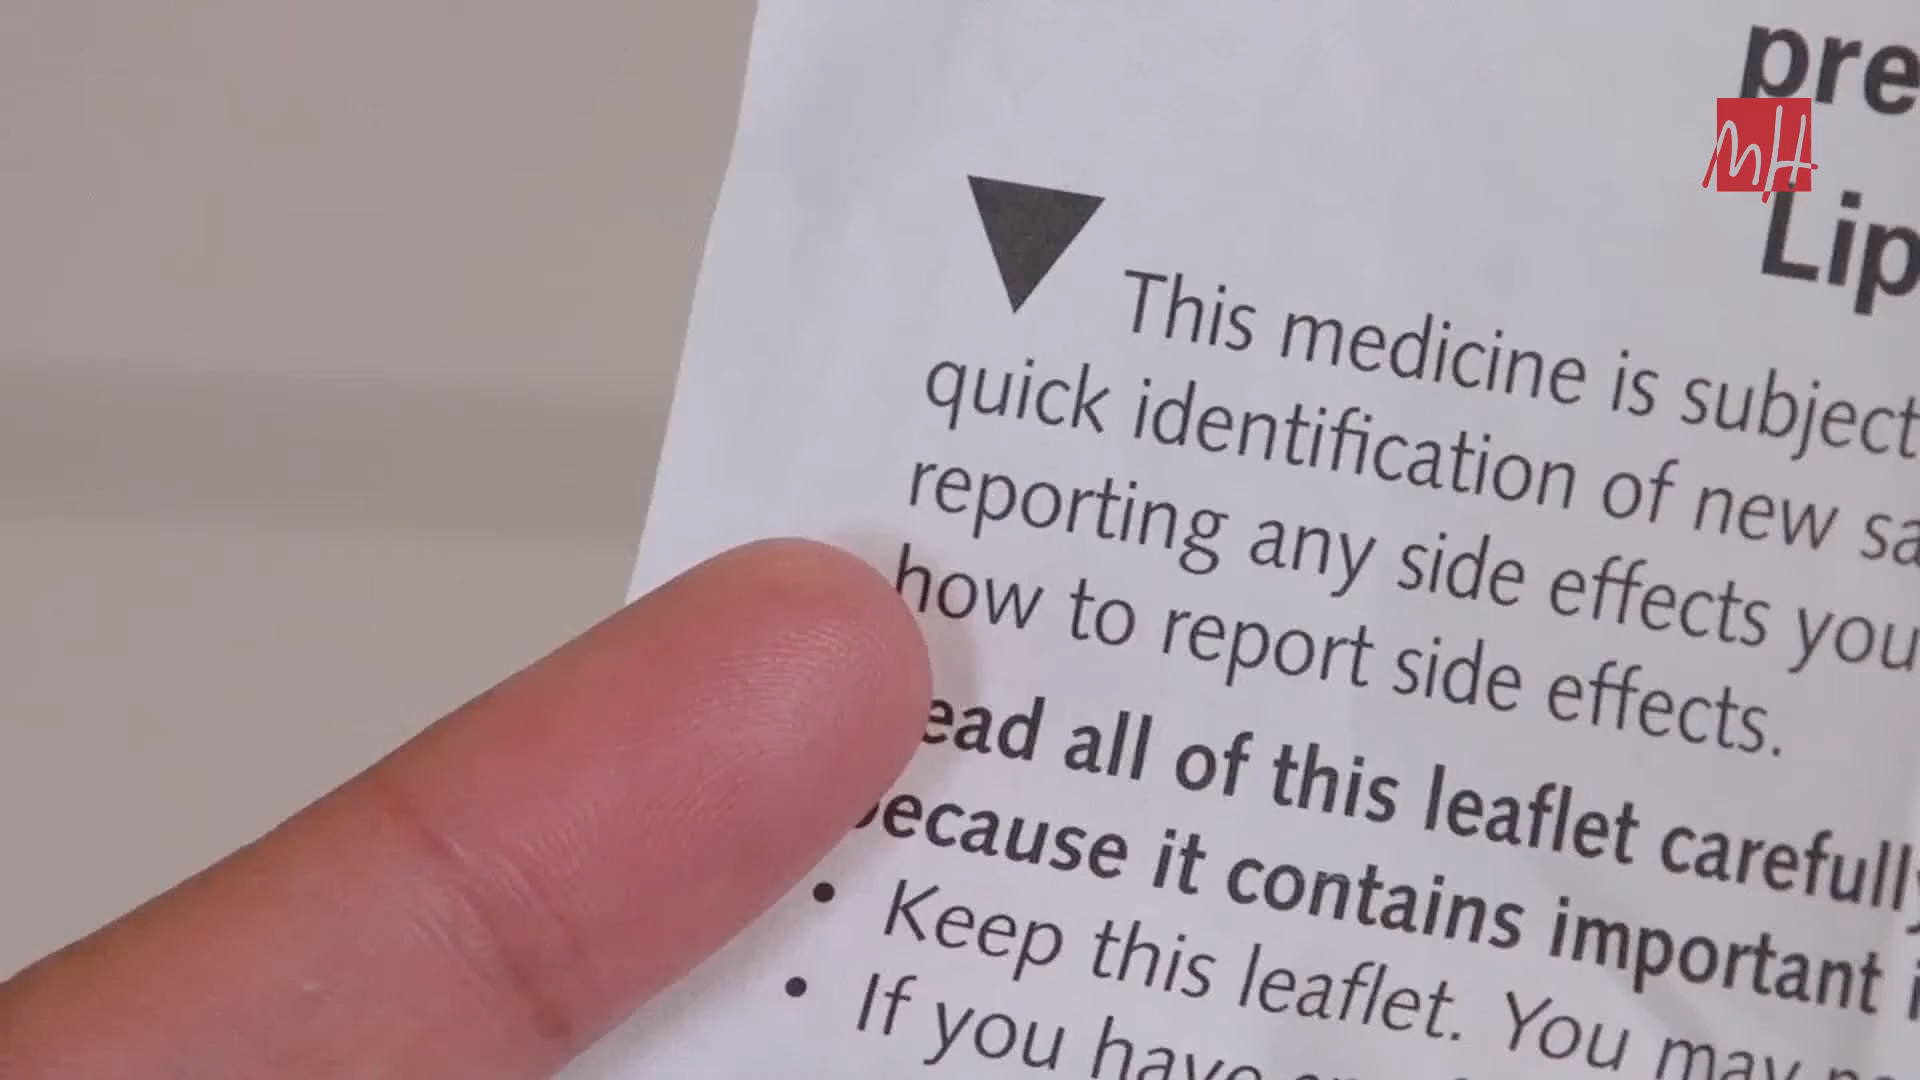 pre
MH
Lip
This medicine is subject
quick identification of new sa
reporting any side effects you
how to report side effects.
ead all of this leaflet carefully
ecause it contains important i
• Keep this leaflet. You may
• If you have